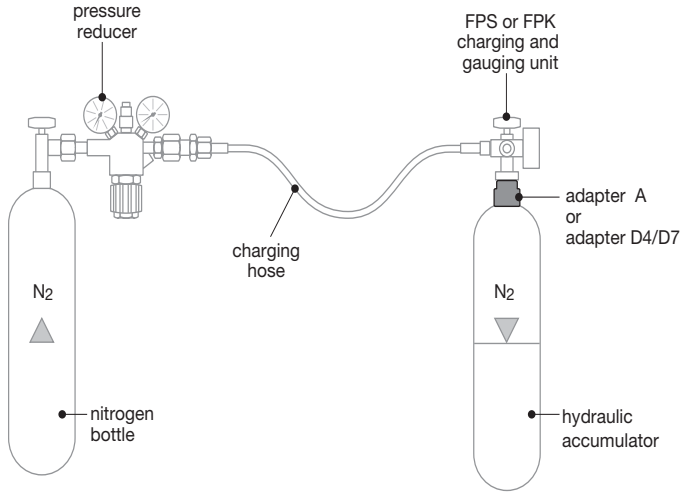 pressure
reducer
FPS or FPK
charging and
gauging unit
adapter A
or
adapter D4/D7
charging
hose
N2
N2
nitrogen
bottle
hydraulic
accumulator